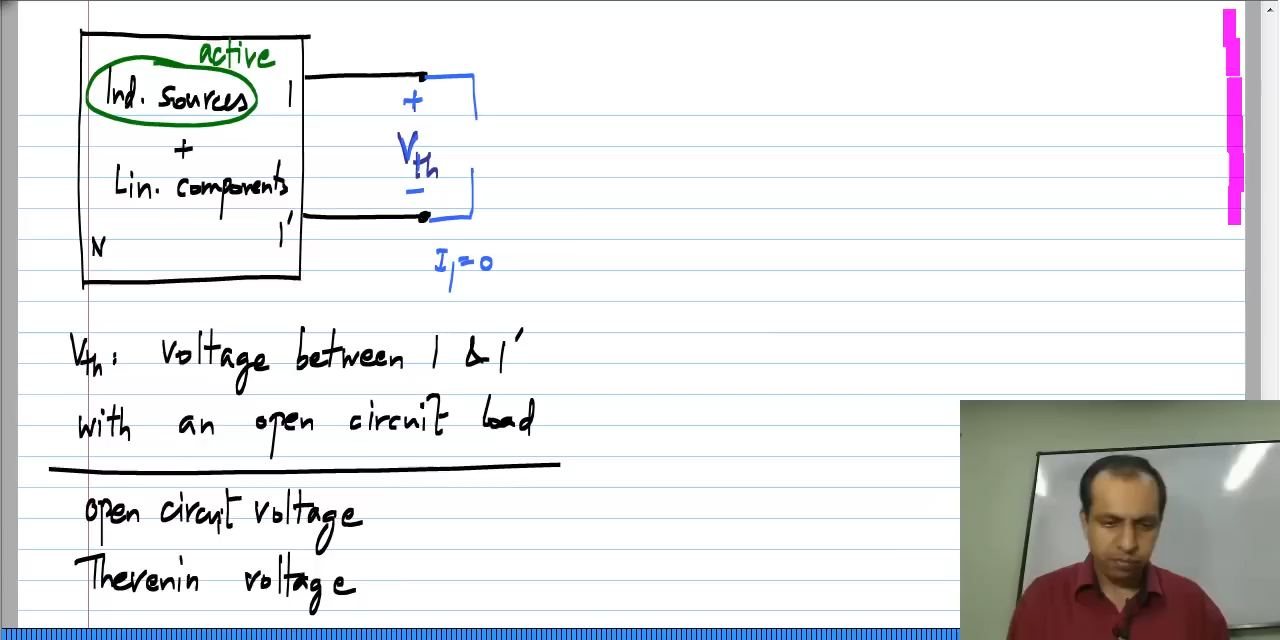 active
Ind. sources
+
Lin. components
N
1
1'
+
Vth
-
I1=0
Vth: voltage between 1 & 1'
with an open circuit load
open circuit voltage
Thevenin voltage